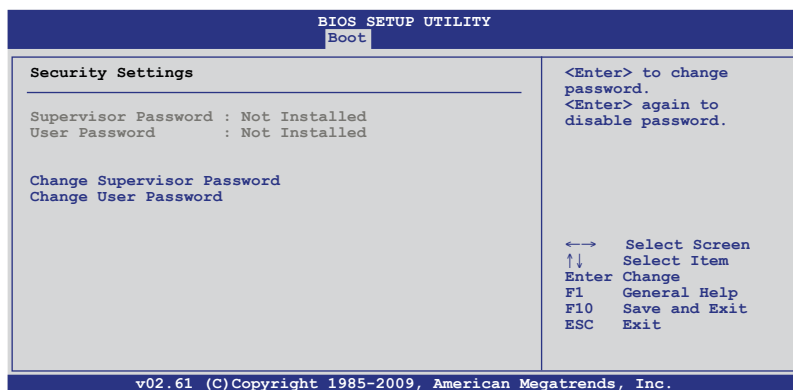 BIOS SETUP UTILITY
Boot
Security Settings
Supervisor Password : Not Installed
User Password : Not Installed
Change Supervisor Password
Change User Password
<Enter> to change
password.
<Enter> again to
disable password.
←→ Select Screen
↑↓ Select Item
Enter Change
F1 General Help
F10 Save and Exit
ESC Exit
v02.61 (C)Copyright 1985-2009, American Megatrends, Inc.